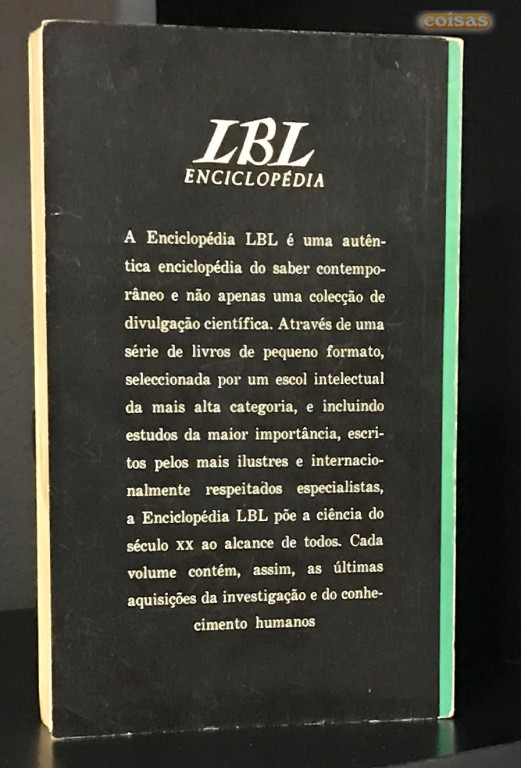 coisas
LBL
ENCICLOPÉDIA
A Enciclopédia LBL é uma autên-
tica enciclopédia do saber contempo-
râneo e não apenas uma colecção de
divulgação científica. Através de uma
série de livros de pequeno formato,
seleccionada por um escol intelectual
da mais alta categoria, e incluindo
estudos da maior importância, escri-
tos pelos mais ilustres e internacio-
nalmente respeitados especialistas,
a Enciclopédia LBL põe a ciência do
século XX ao alcance de todos. Cada
volume contém, assim, as últimas
aquisições da investigação e do conhe-
cimento humanos